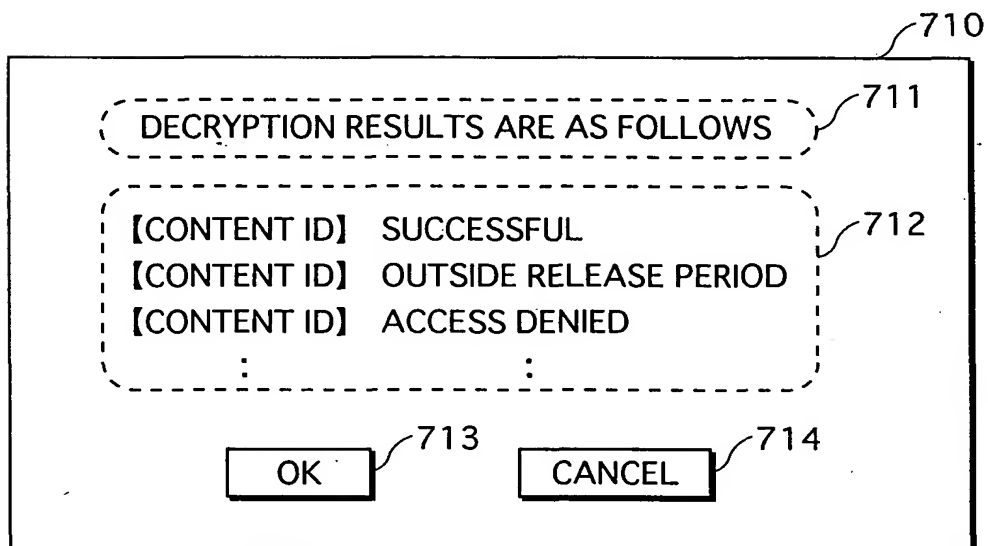 710
DECRYPTION RESULTS ARE AS FOLLOWS 711
【CONTENT ID】 SUCCESSFUL 712
【CONTENT ID】 OUTSIDE RELEASE PERIOD
【CONTENT ID】 ACCESS DENIED
: :
OK 713 CANCEL 714